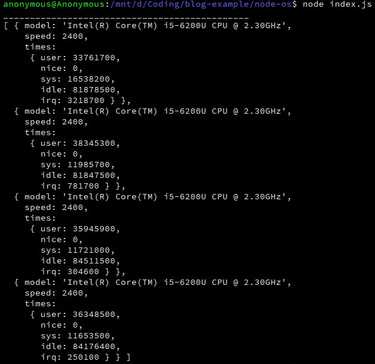 anonymous@Anonymous:/mnt/d/Coding/blog-example/node-os$ node index.js
[ { model: 'Intel(R) Core(TM) i5-6200U CPU @ 2.30GHz',
speed: 2400,
times:
{ user: 33761700,
nice: 0,
sys: 16538200,
idle: 81878500,
irq: 3218700 } },
{ model: 'Intel(R) Core(TM) i5-6200U CPU @ 2.30GHz',
speed: 2400,
times:
{ user: 38345300,
nice: 0,
sys: 11985700,
idle: 81847500,
irq: 781700 } },
{ model: 'Intel(R) Core(TM) i5-6200U CPU @ 2.30GHz',
speed: 2400,
times:
{ user: 35945900,
nice: 0,
sys: 11721000,
idle: 84511500,
irq: 304600 } },
{ model: 'Intel(R) Core(TM) i5-6200U CPU @ 2.30GHz',
speed: 2400,
times:
{ user: 36348500,
nice: 0,
sys: 11653500,
idle: 84176400,
irq: 250100 } } ]